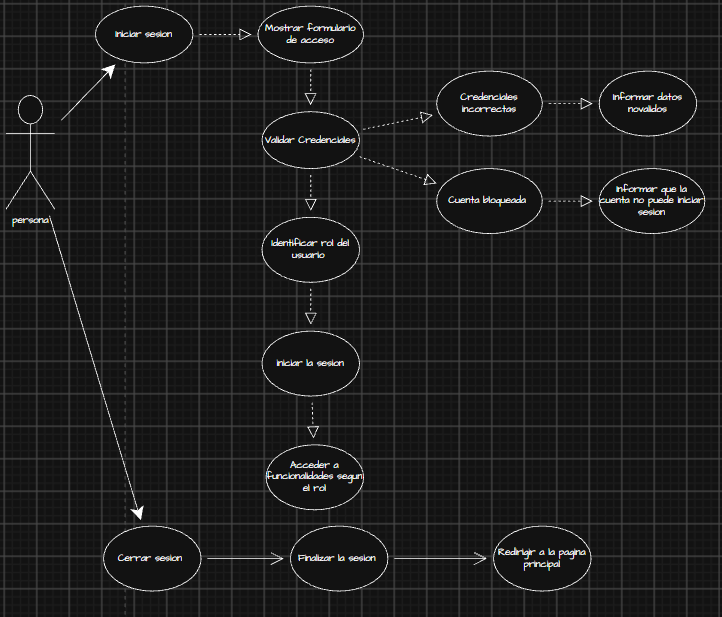 Iniciar sesion
Mostrar formulario
de acceso
Credenciales
incorrectas
Informar datos
novalidos
Validar Credenciales
Cuenta bloqueada
Informar que la
cuenta no puede iniciar
sesion
persona
Identificar rol del
usuario
Iniciar la sesion
Acceder a
funcionalidades segun
el rol
Cerrar sesion
Finalizar la sesion
Redirigir a la pagina
principal